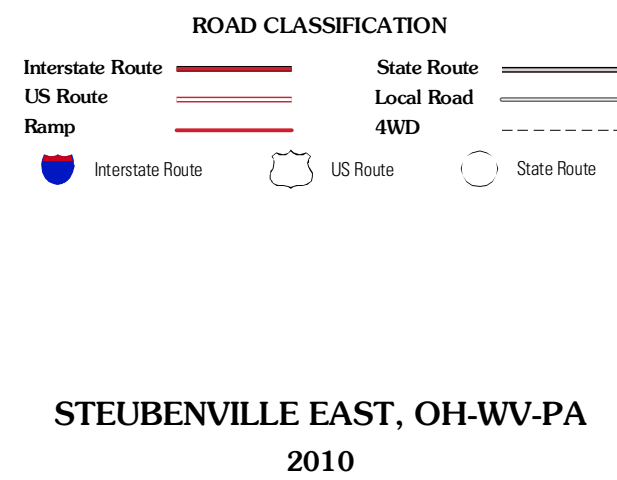 ROAD CLASSIFICATION
Interstate Route State Route
US Route Local Road
Ramp 4WD
Interstate Route US Route State Route
STEUBENVILLE EAST, OH-WV-PA
2010